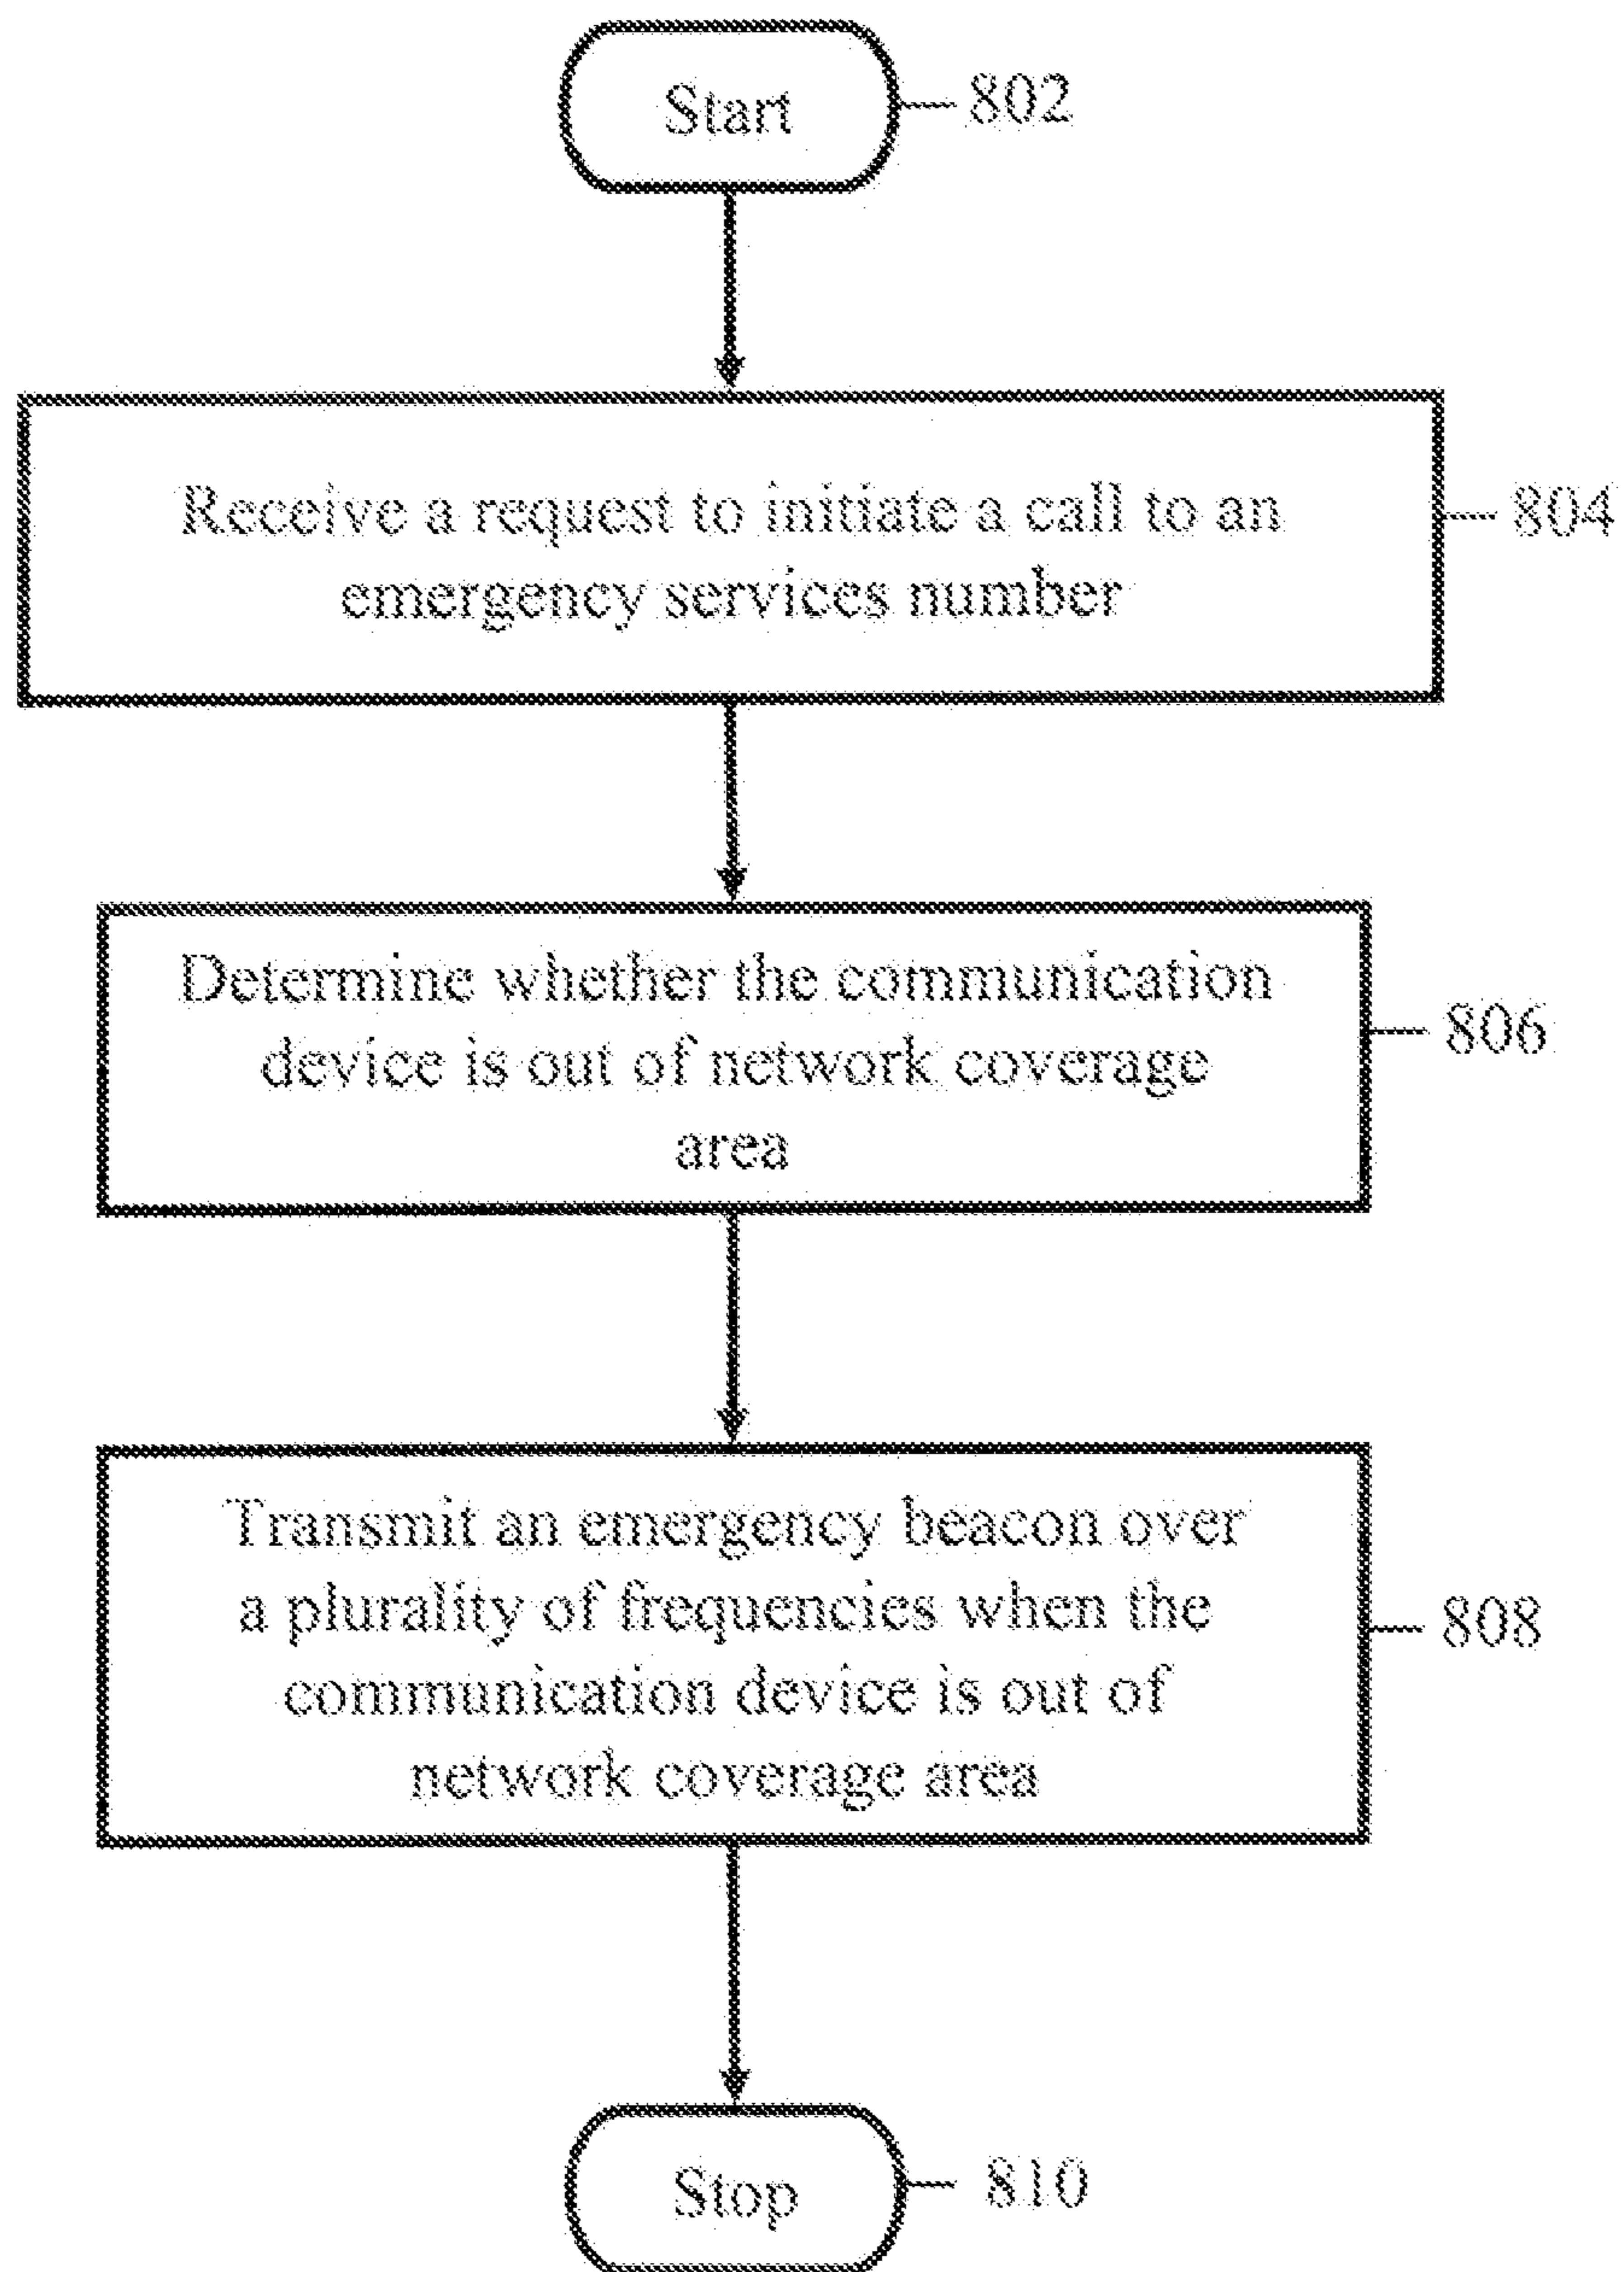 Start
802
Receive a request to initiate a call to an
emergency services number
804
Determine whether the communication
device is out of network coverage
area
806
Transmit an emergency beacon over
a plurality of frequencies when the
communication device is out of
network coverage area
808
Stop
810